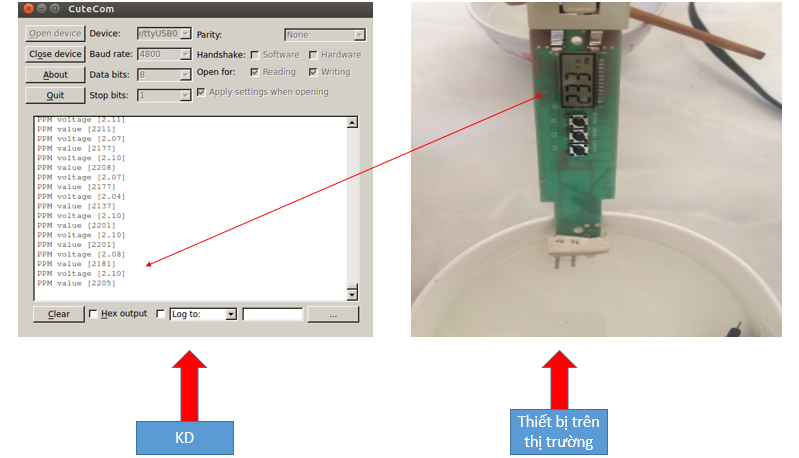 CuteCom
Open device Device: /ttyUSB0 Parity: None
Close device Baud rate: 4800 Handshake: Software Hardware
About Data bits: 8 Open for: Reading Writing
Quit Stop bits: 1 Apply settings when opening
PPM voltage [2.11]
PPM value [2211]
PPM voltage [2.07]
PPM value [2177]
PPM voltage [2.10]
PPM value [2208]
PPM voltage [2.07]
PPM value [2177]
PPM voltage [2.04]
PPM value [2137]
PPM voltage [2.10]
PPM value [2201]
PPM voltage [2.10]
PPM value [2201]
PPM voltage [2.08]
PPM value [2181]
PPM voltage [2.10]
PPM value [2205]
Clear Hex output Log to: ...
KD
Thiết bị trên
thị trường